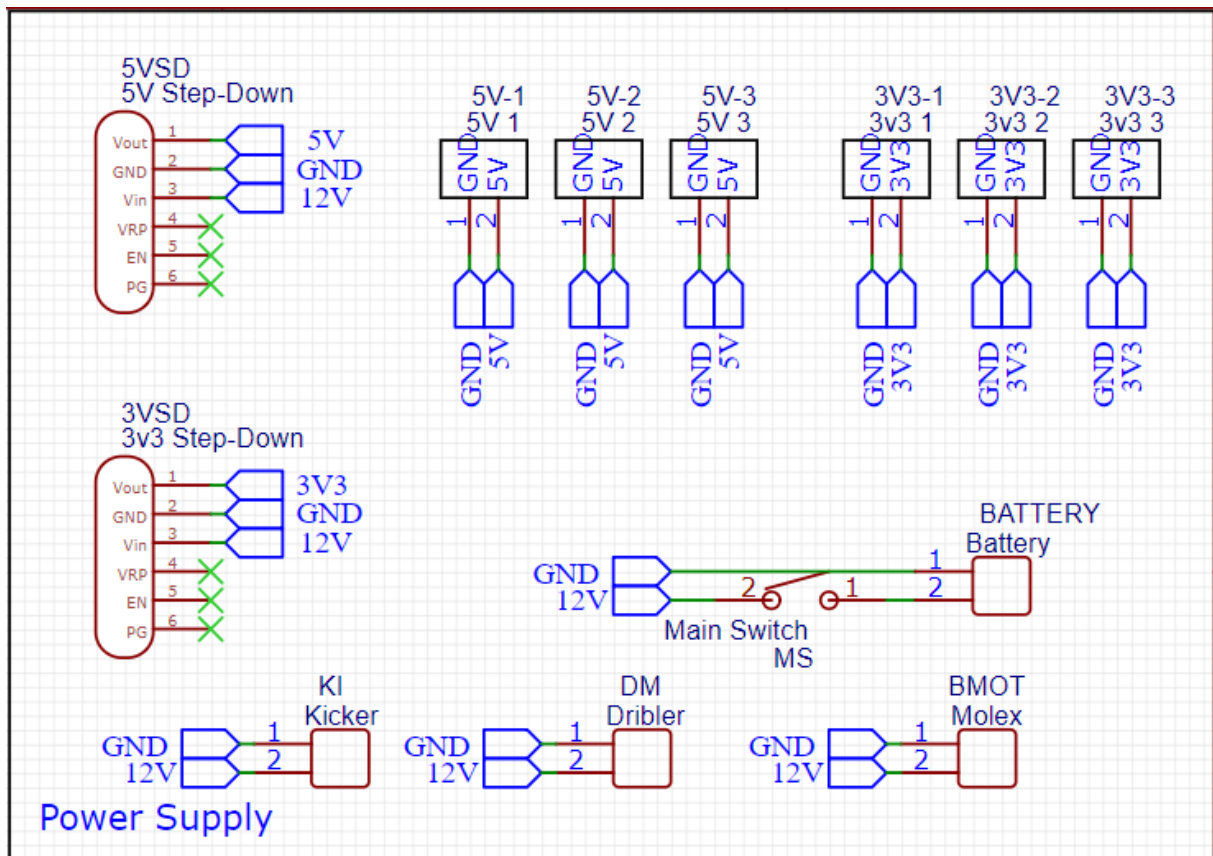 5VSD
5V Step-Down
Vout 1 5V
GND 2 GND
Vin 3 12V
VRP 4
EN 5
PG 6
5V-1
5V 1
GND 5V
1 2
GND 5V
5V-2
5V 2
GND 5V
1 2
GND 5V
5V-3
5V 3
GND 5V
1 2
GND 5V
3V3-1
3v3 1
GND 3V3
1 2
GND 3V3
3V3-2
3v3 2
GND 3V3
1 2
GND 3V3
3V3-3
3v3 3
GND 3V3
1 2
GND 3V3
3VSD
3v3 Step-Down
Vout 1 3V3
GND 2 GND
Vin 3 12V
VRP 4
EN 5
PG 6
BATTERY
Battery
GND 1
12V 2 1 2
Main Switch
MS
KI
Kicker
GND 1
12V 2
DM
Dribler
GND 1
12V 2
BMOT
Molex
GND 1
12V 2
Power Supply